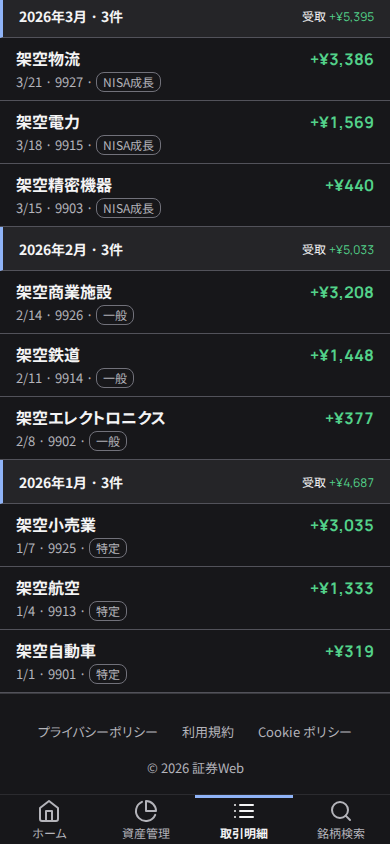 2026年3月・3件 受取 +¥5,395
架空物流 +¥3,386
3/21・9927・NISA成長
架空電力 +¥1,569
3/18・9915・NISA成長
架空精密機器 +¥440
3/15・9903・NISA成長
2026年2月・3件 受取 +¥5,033
架空商業施設 +¥3,208
2/14・9926・一般
架空鉄道 +¥1,448
2/11・9914・一般
架空エレクトロニクス +¥377
2/8・9902・一般
2026年1月・3件 受取 +¥4,687
架空小売業 +¥3,035
1/7・9925・特定
架空航空 +¥1,333
1/4・9913・特定
架空自動車 +¥319
1/1・9901・特定
プライバシーポリシー 利用規約 Cookie ポリシー
© 2026 証券Web
ホーム 資産管理 取引明細 銘柄検索